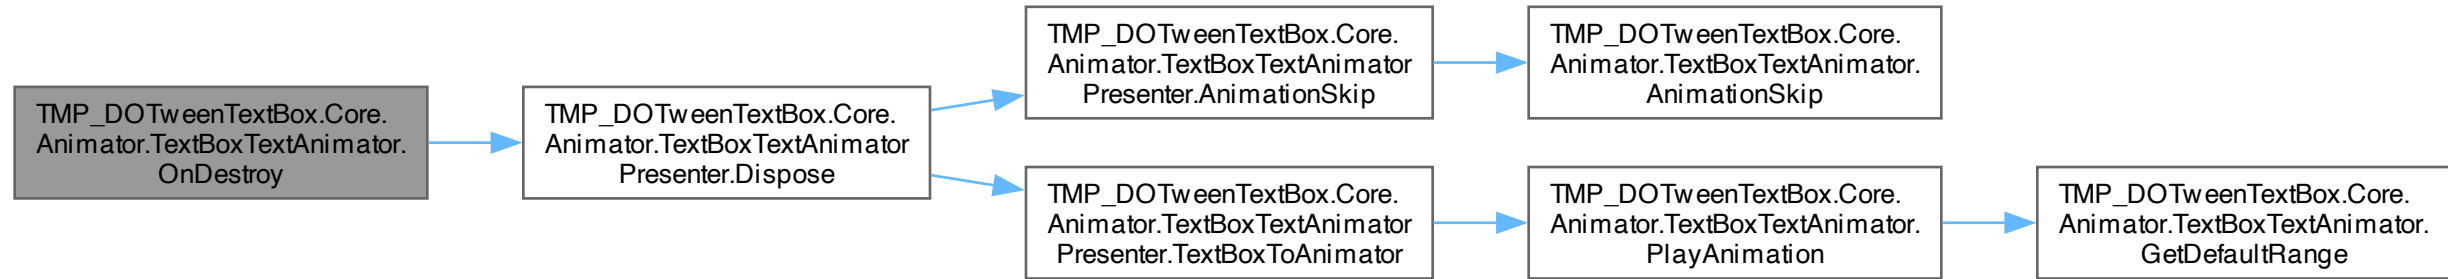 TMP_DOTweenTextBox.Core.
Animator.TextBoxTextAnimator.
OnDestroy
TMP_DOTweenTextBox.Core.
Animator.TextBoxTextAnimator
Presenter.Dispose
TMP_DOTweenTextBox.Core.
Animator.TextBoxTextAnimator
Presenter.AnimationSkip
TMP_DOTweenTextBox.Core.
Animator.TextBoxTextAnimator.
AnimationSkip
TMP_DOTweenTextBox.Core.
Animator.TextBoxTextAnimator
Presenter.TextBoxToAnimator
TMP_DOTweenTextBox.Core.
Animator.TextBoxTextAnimator.
PlayAnimation
TMP_DOTweenTextBox.Core.
Animator.TextBoxTextAnimator.
GetDefaultRange